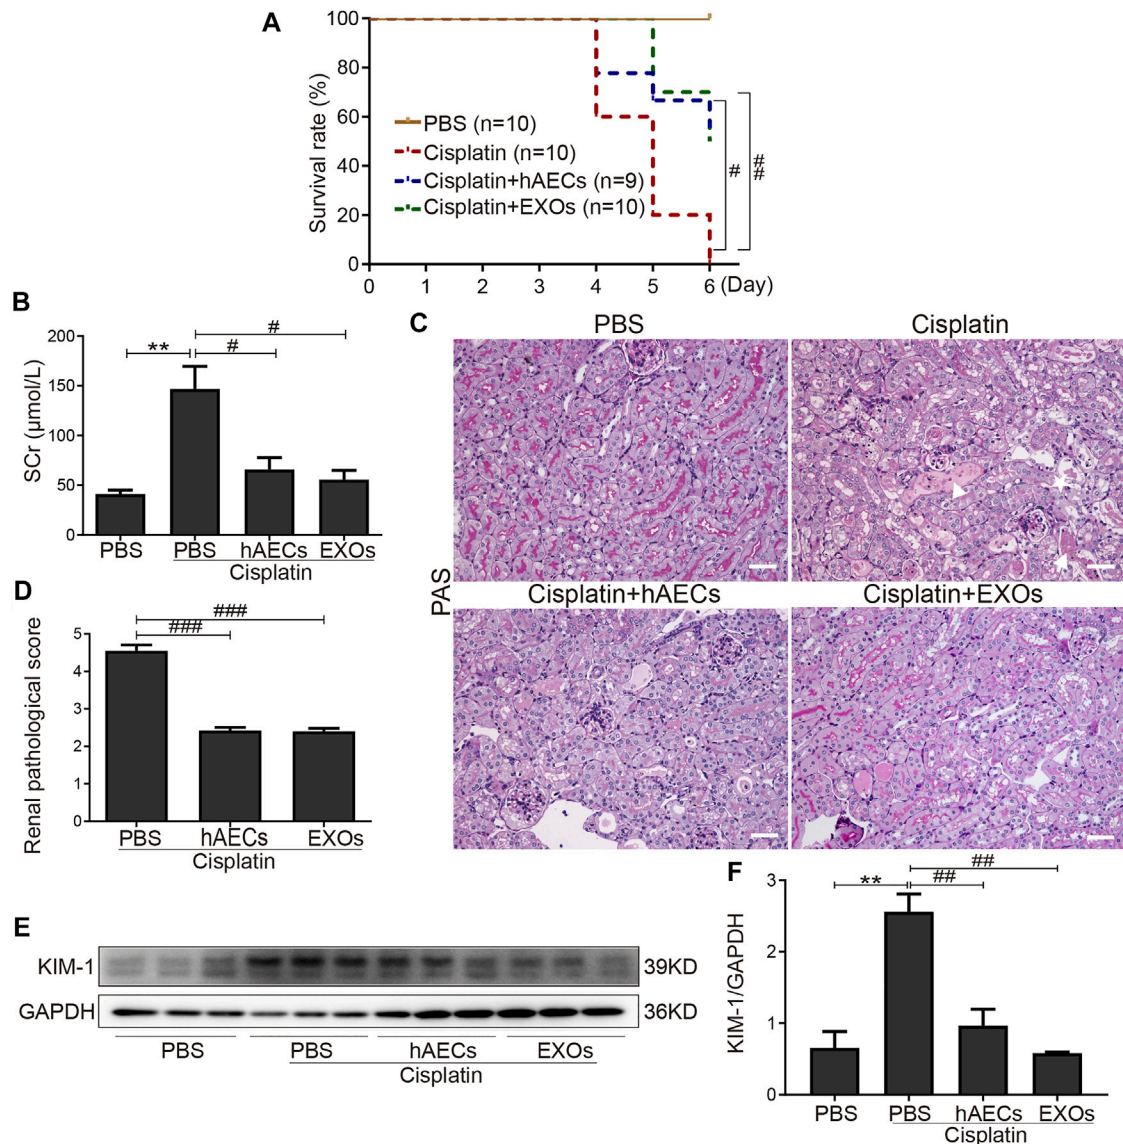 A
Survival rate (%)
100
80
60
40
20
0
0 1 2 3 4 5 6 (Day)
PBS (n=10)
Cisplatin (n=10)
Cisplatin+hAECs (n=9)
Cisplatin+EXOs (n=10)
#
##
B
SCr (μmol/L)
200
150
100
50
0
**
#
#
PBS PBS hAECs EXOs
Cisplatin
C
PAS
PBS
Cisplatin
Cisplatin+hAECs
Cisplatin+EXOs
D
Renal pathological score
5
4
3
2
1
0
###
###
PBS hAECs EXOs
Cisplatin
E
KIM-1
39KD
GAPDH
36KD
PBS PBS hAECs EXOs
Cisplatin
F
KIM-1/GAPDH
3
2
1
0
**
##
##
PBS PBS hAECs EXOs
Cisplatin